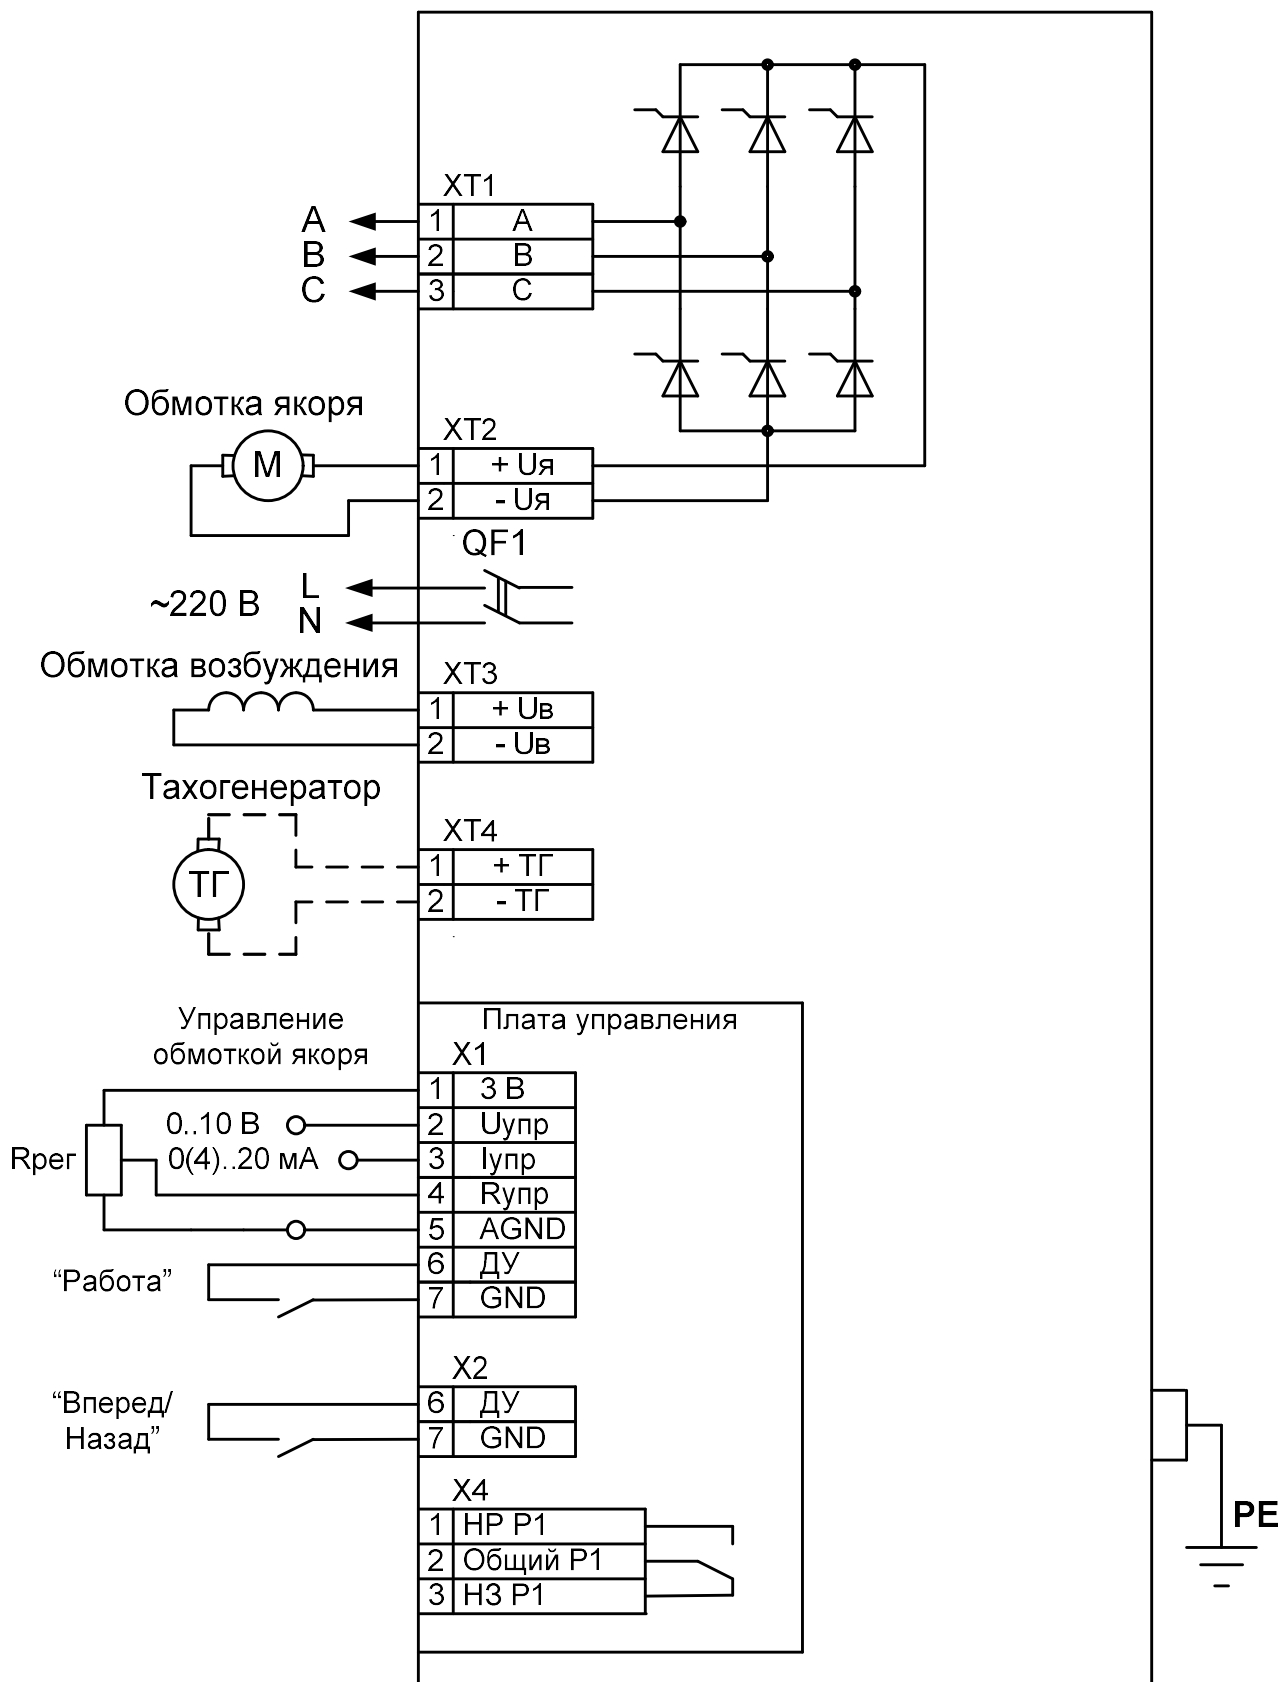 XT1
A 1 A
B 2 B
C 3 C
Обмотка якоря
XT2
М 1 + Uя
2 - Uя
QF1
~220 В
L
N
Обмотка возбуждения
XT3
1 + Uв
2 - Uв
Тахогенератор
XT4
ТГ
1 + ТГ
2 - ТГ
Управление
обмоткой якоря
Плата управления
X1
1 3 В
0..10 В 2 Uупр
Rрег 0(4)..20 мА 3 Iупр
4 Rупр
5 AGND
6 ДУ
“Работа”
7 GND
X2
“Вперед/
Назад”
6 ДУ
7 GND
X4
1 НР Р1
2 Общий Р1
3 НЗ Р1
PE